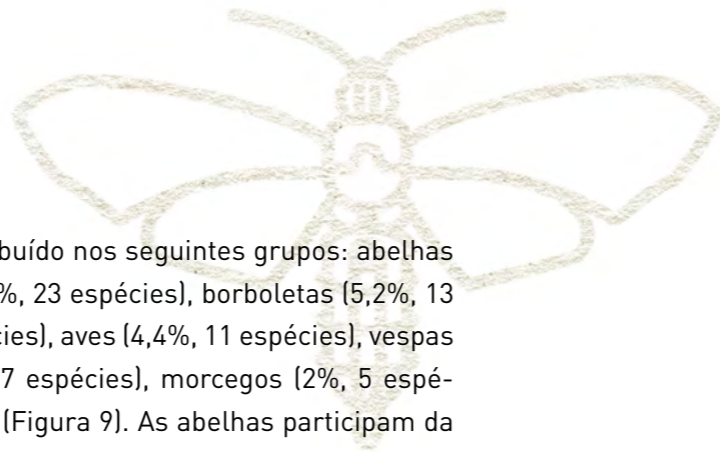 buído nos seguintes grupos: abelhas
%, 23 espécies), borboletas (5,2%, 13
cies), aves (4,4%, 11 espécies), vespas
7 espécies), morcegos (2%, 5 espé-
(Figura 9). As abelhas participam da